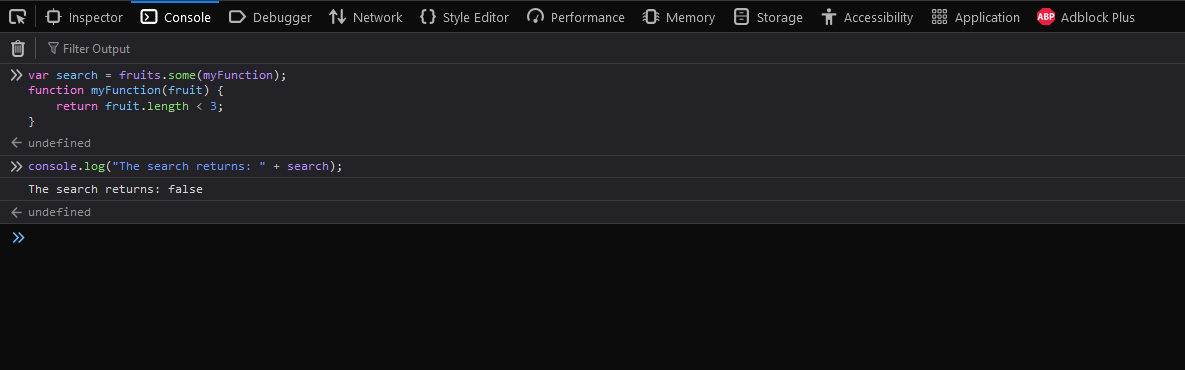 Inspector Console Debugger Network Style Editor Performance Memory Storage Accessibility Application ABP Adblock Plus
Filter Output
var search = fruits.some(myFunction);
function myFunction(fruit) {
    return fruit.length < 3;
}
undefined
console.log("The search returns: " + search);
The search returns: false
undefined